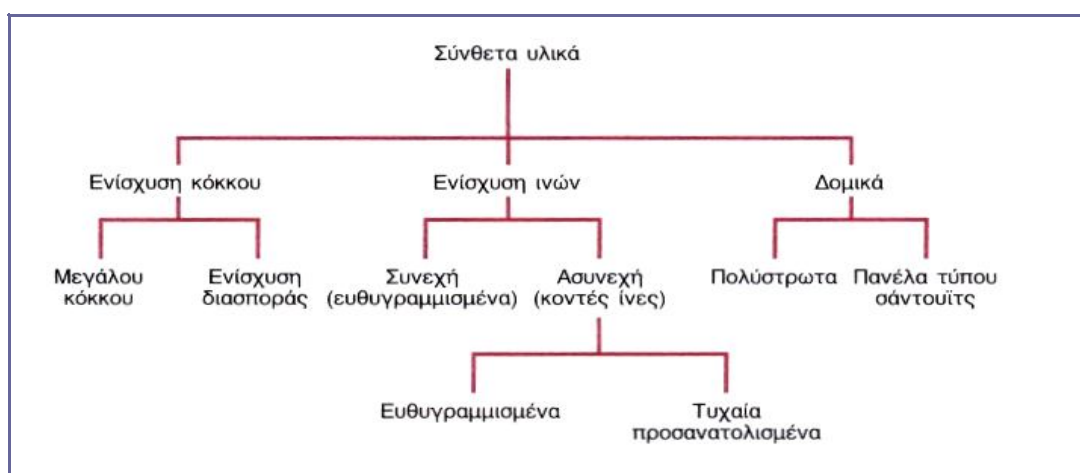 Σύνθετα υλικά
Ενίσχυση κόκκου
Ενίσχυση ινών
Δομικά
Μεγάλου
κόκκου
Ενίσχυση
διασποράς
Συνεχή
(ευθυγραμμισμένα)
Ασυνεχή
(κοντές ίνες)
Πολύστρωτα
Πανέλα τύπου
σάντουϊτς
Ευθυγραμμισμένα
Τυχαία
προσανατολισμένα